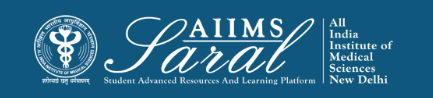 AIIMS
Saral
Student Advanced Resources And Learning Platform
All
India
Institute of
Medical
Sciences
New Delhi